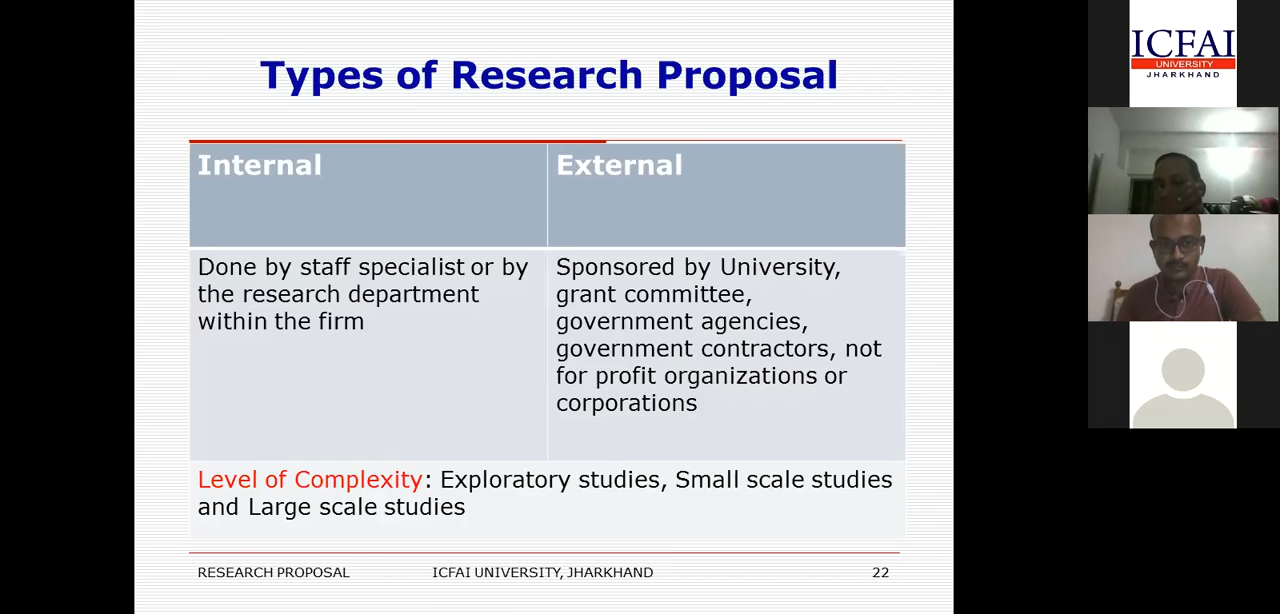 Types of Research Proposal
Internal
External
Done by staff specialist or by
the research department
within the firm
Sponsored by University,
grant committee,
government agencies,
government contractors, not
for profit organizations or
corporations
Level of Complexity: Exploratory studies, Small scale studies
and Large scale studies
RESEARCH PROPOSAL
ICFAI UNIVERSITY, JHARKHAND
22
ICFAI
UNIVERSITY
JHARKHAND